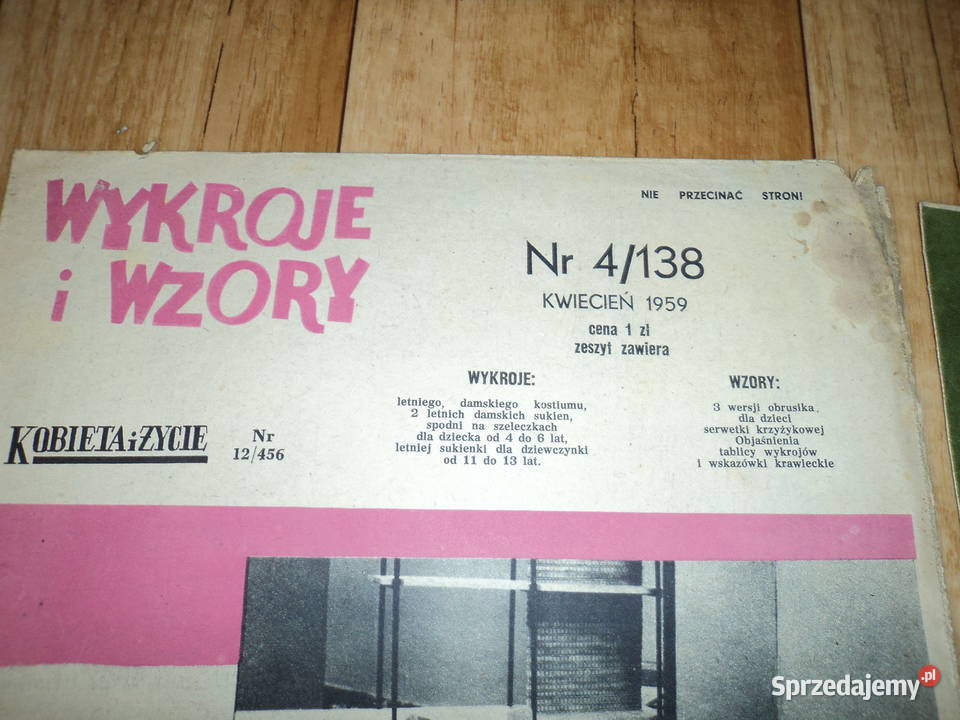 WYKROJE
i WZORY
NIE PRZECINAĆ STRON!
Nr 4/138
KWIECIEŃ 1959
cena 1 zł
zeszyt zawiera
WYKROJE:
letniego, damskiego kostiumu,
2 letnich damskich sukien,
spodni na szeleczkach
dla dziecka od 4 do 6 lat,
letniej sukienki dla dziewczynki
od 11 do 13 lat.
WZORY:
3 wersji obrusika
dla dzieci
serwetki krzyżykowej
Objaśnienia
tablicy wykrojów
i wskazówki krawieckie
KOBIETA i ŻYCIE
Nr
12/456
Sprzedajemy.pl